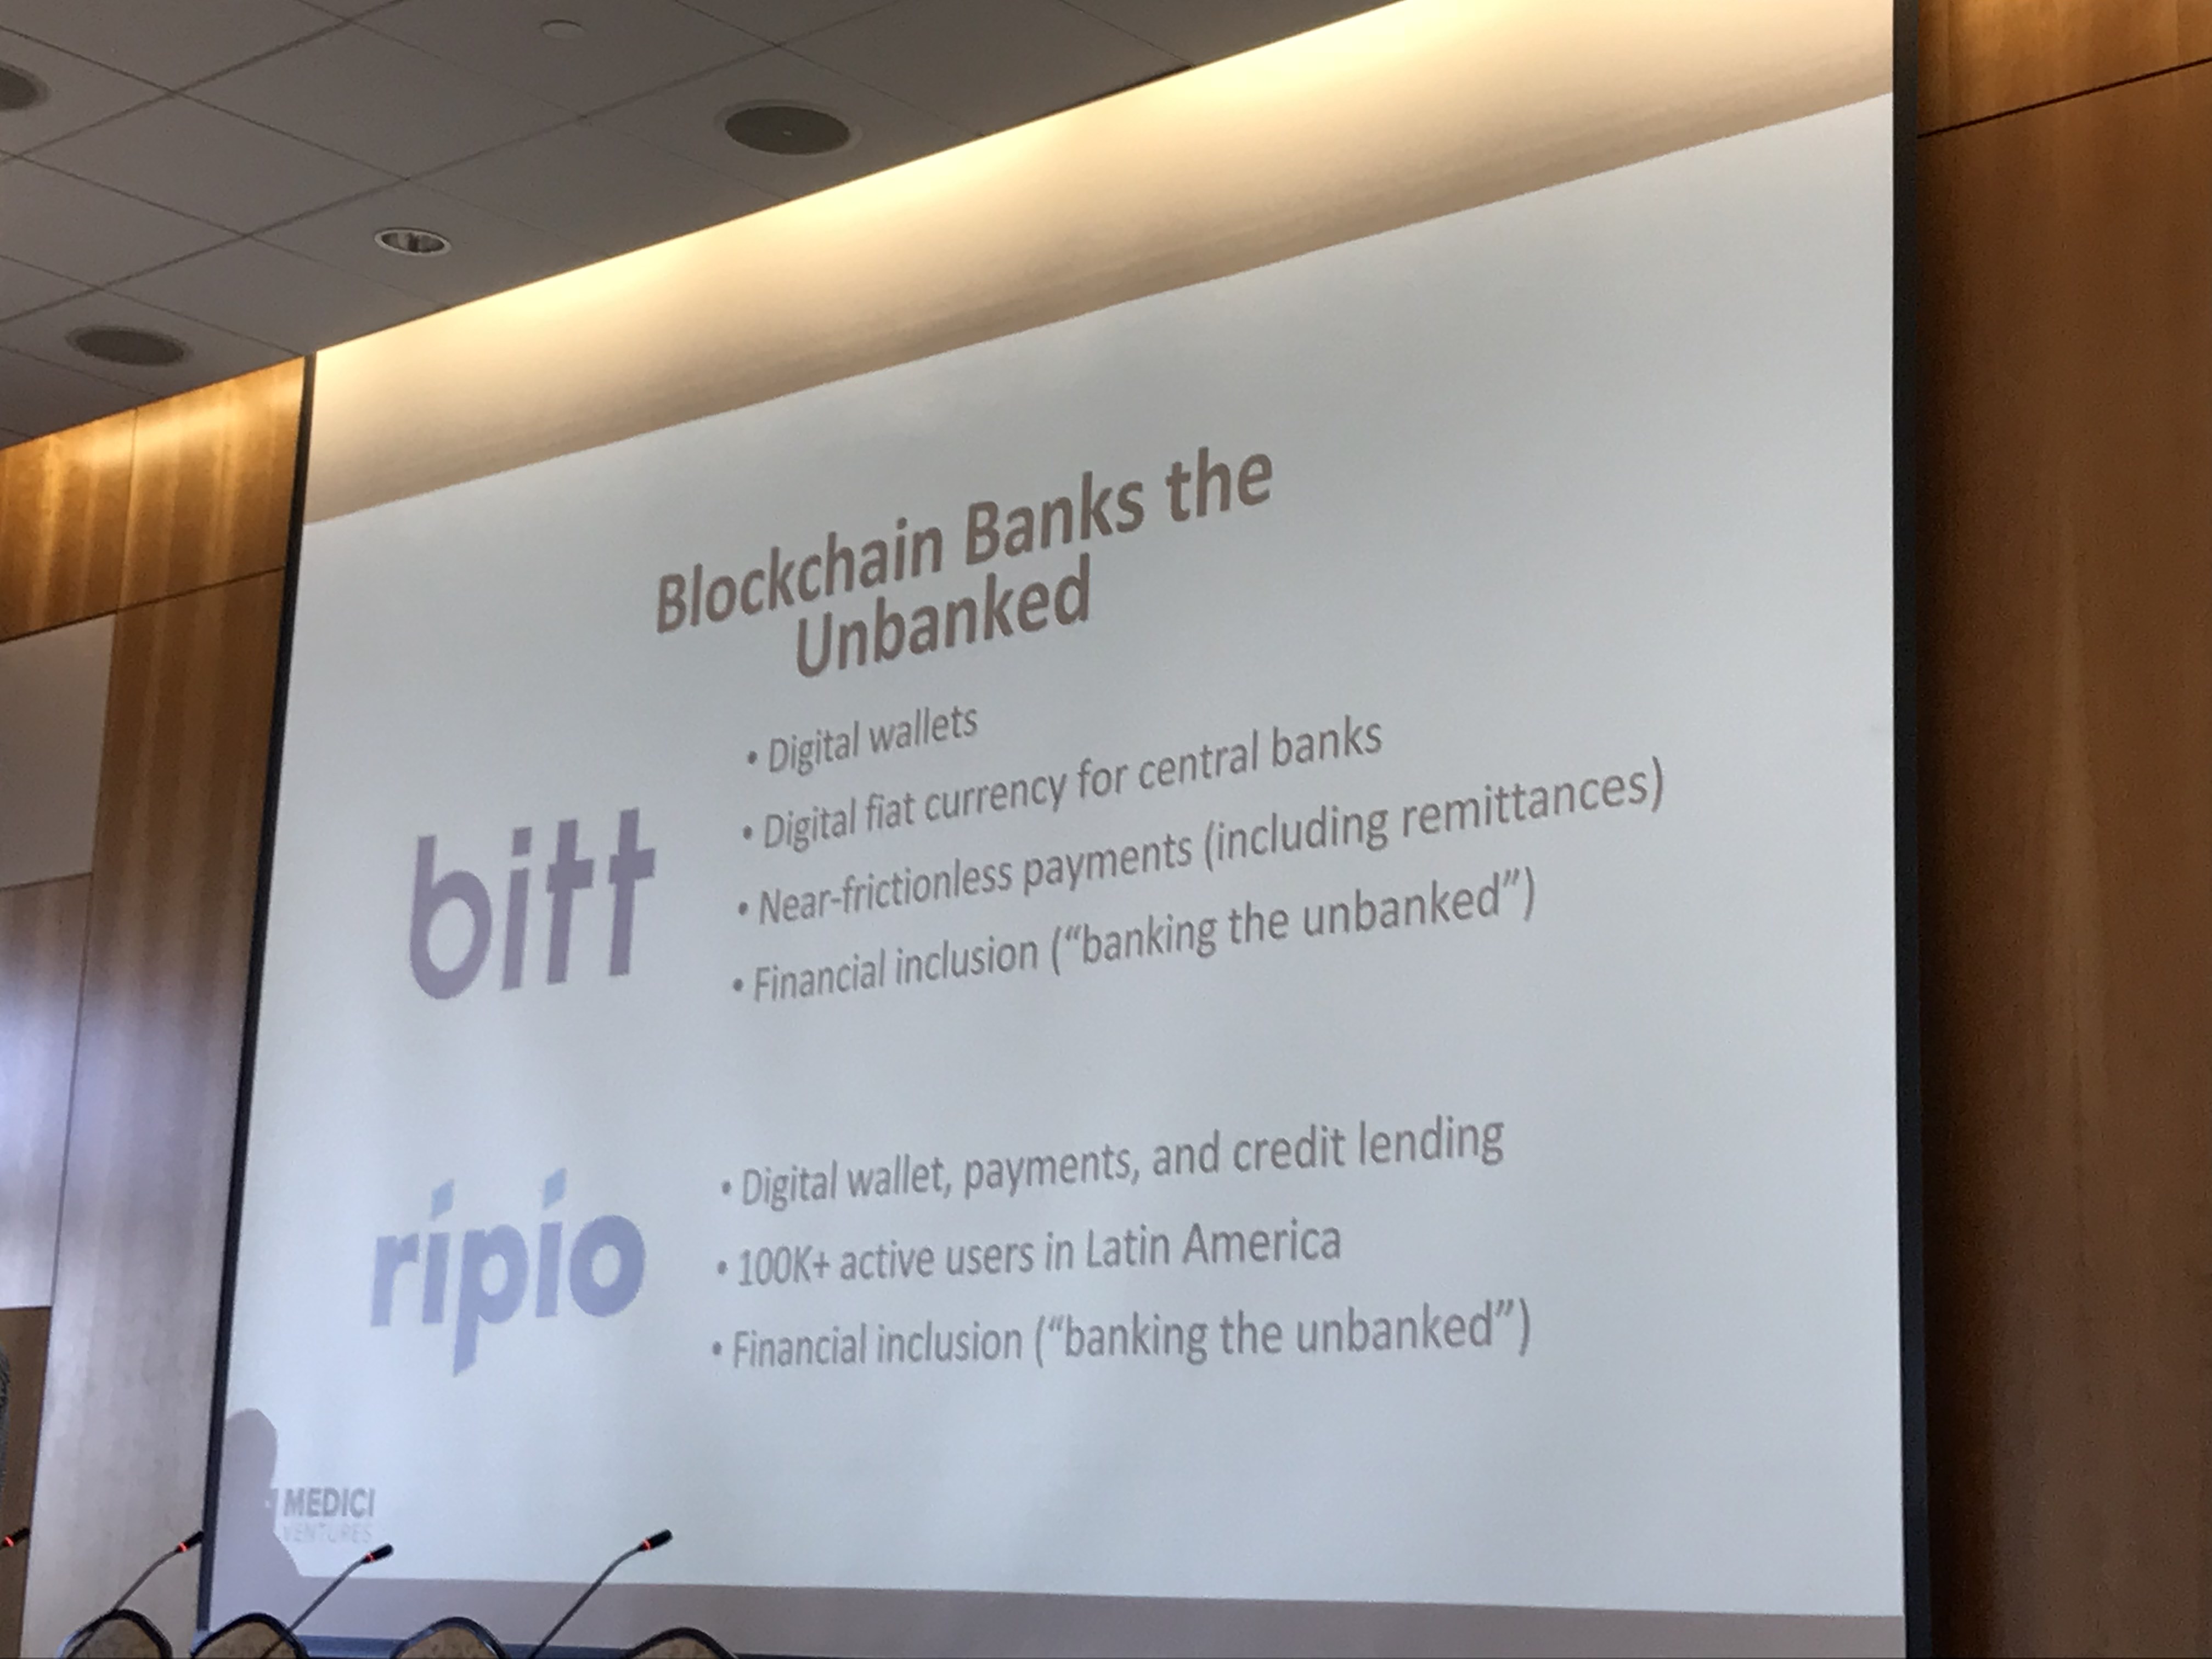 Blockchain Banks the
Unbanked
bitt
• Digital wallets
• Digital fiat currency for central banks
• Near-frictionless payments (including remittances)
• Financial inclusion (“banking the unbanked”)
ripio
• Digital wallet, payments, and credit lending
• 100K+ active users in Latin America
• Financial inclusion (“banking the unbanked”)
MEDICI
VENTURES